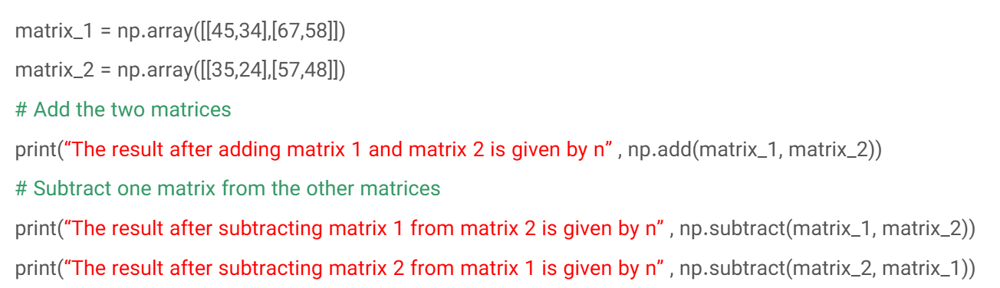 matrix_1 = np.array([[45,34],[67,58]])
matrix_2 = np.array([[35,24],[57,48]])
# Add the two matrices
print(“The result after adding matrix 1 and matrix 2 is given by n” , np.add(matrix_1, matrix_2))
# Subtract one matrix from the other matrices
print(“The result after subtracting matrix 1 from matrix 2 is given by n” , np.subtract(matrix_1, matrix_2))
print(“The result after subtracting matrix 2 from matrix 1 is given by n” , np.subtract(matrix_2, matrix_1))